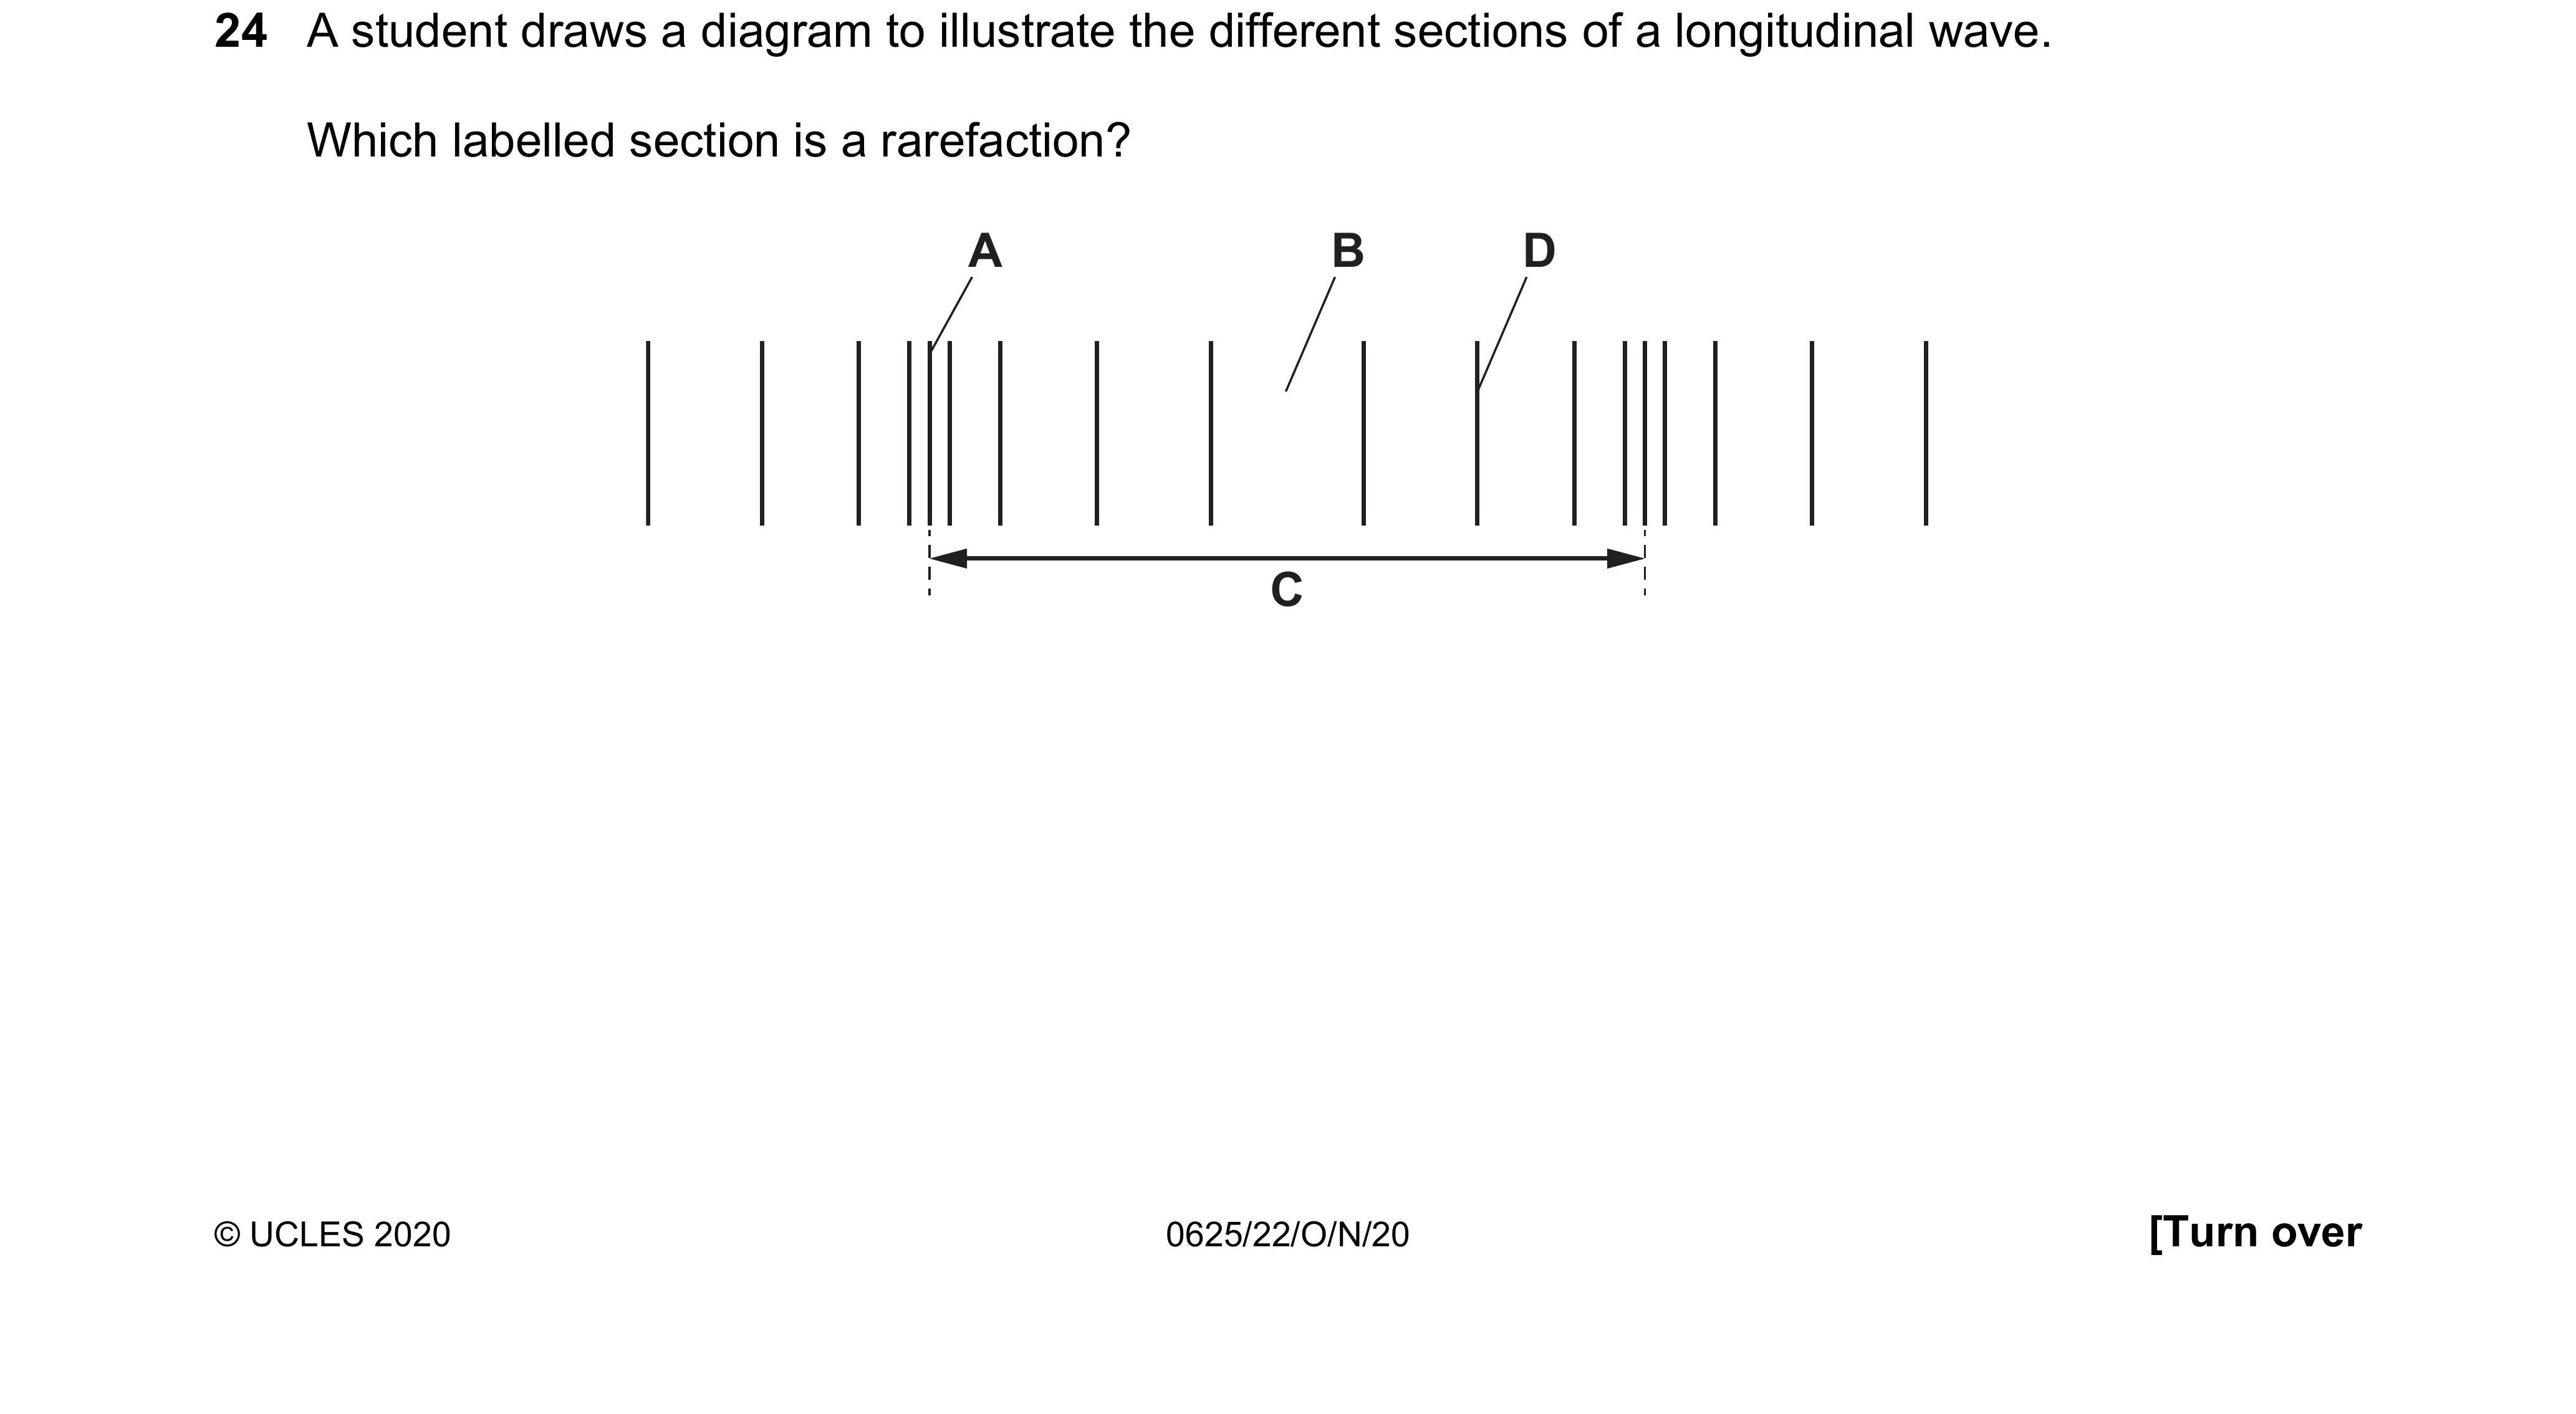 24 A student draws a diagram to illustrate the different sections of a longitudinal wave.
Which labelled section is a rarefaction?
A B D
C
© UCLES 2020 0625/22/O/N/20 [Turn over